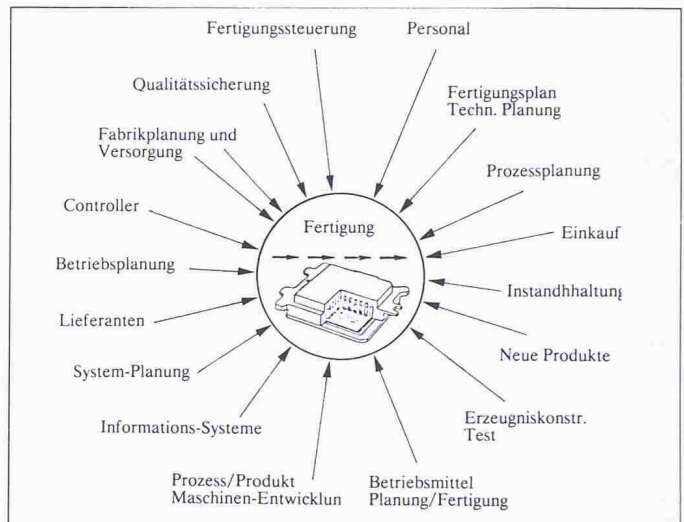 Fertigungssteuerung
Personal
Qualitätssicherung
Fertigungsplan
Techn. Planung
Fabrikplanung und
Versorgung
Prozessplanung
Controller
Fertigung
Einkauf
Betriebsplanung
Instandhhaltung
Lieferanten
Neue Produkte
System-Planung
Informations-Systeme
Erzeugniskonstr.
Test
Prozess/Produkt
Maschinen-Entwicklun
Betriebsmittel
Planung/Fertigung